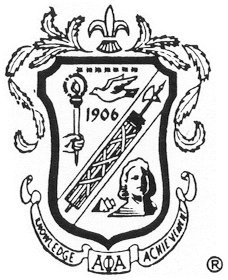 1906
KNOWLEDGE ΑΦΑ ACHIEVEMENT
®